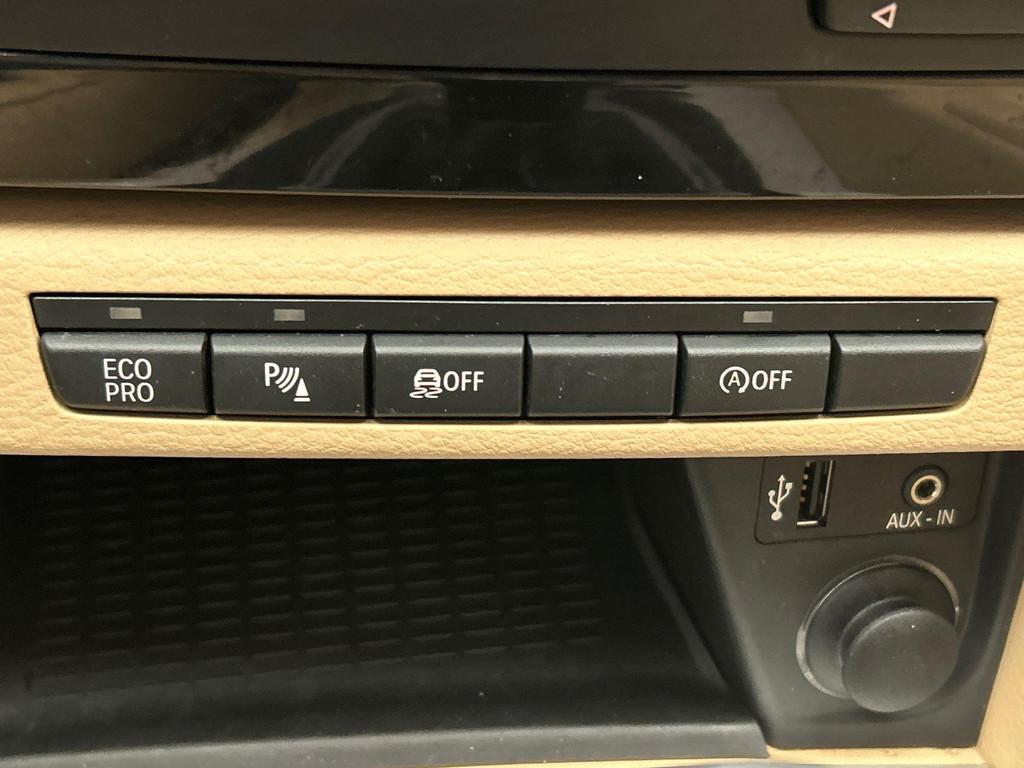 ECO
PRO
P
OFF
A OFF
AUX - IN